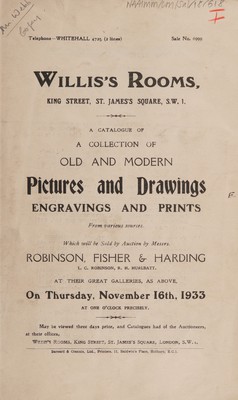 Telephone—WHITEHALL 4725 (2 lines)
Sale No.
WILLIS'S ROOMS,
KING STREET, ST. JAMES'S SQUARE, S.W. 1.
A CATALOGUE OF
A COLLECTION OF
OLD AND MODERN
Pictures and Drawings
ENGRAVINGS AND PRINTS
From various sources.
Which will be Sold by Auction by Messrs.
ROBINSON, FISHER & HARDING
AT THEIR GREAT GALLERIES, AS ABOVE,
On Thursday, November 16th, 1933
AT ONE O'CLOCK PRECISELY.
May be viewed three days prior, and Catalogues had of the Auctioneers,
at their offices,
WILLIS'S ROOMS, KING STREET, ST. JAMES'S SQUARE, LONDON, S.W. 1.